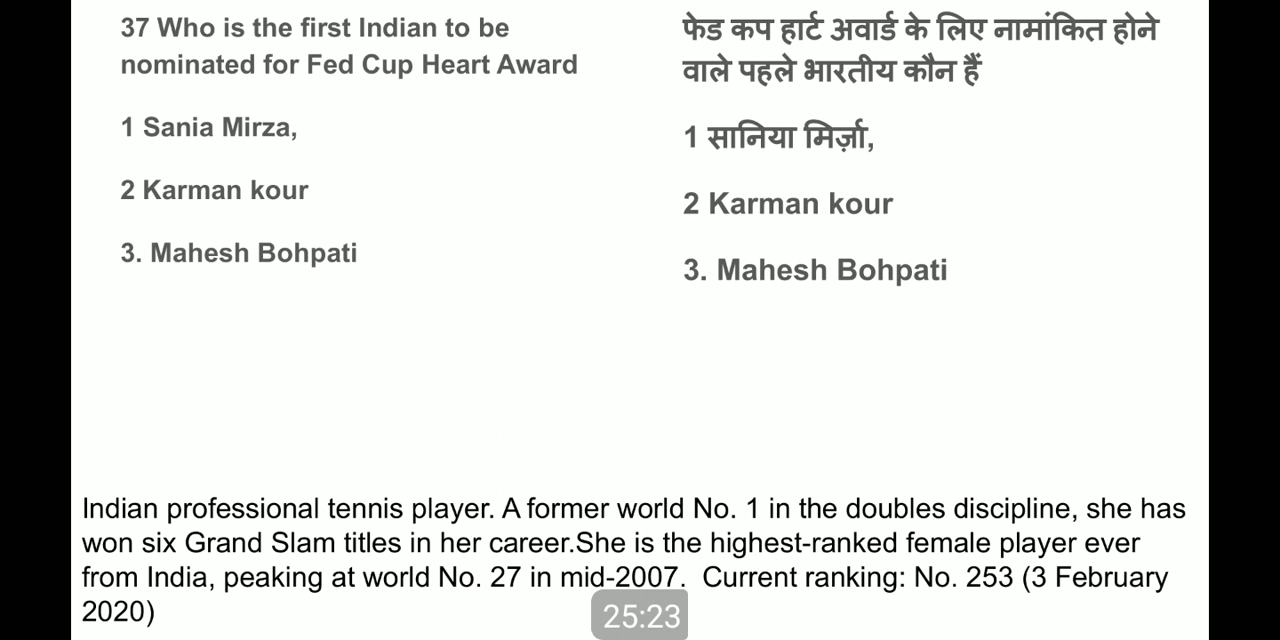 37 Who is the first Indian to be
nominated for Fed Cup Heart Award
1 Sania Mirza,
2 Karman kour
3. Mahesh Bohpati
फेड कप हार्ट अवार्ड के लिए नामांकित होने
वाले पहले भारतीय कौन हैं
1 सानिया मिर्ज़ा,
2 Karman kour
3. Mahesh Bohpati
Indian professional tennis player. A former world No. 1 in the doubles discipline, she has
won six Grand Slam titles in her career.She is the highest-ranked female player ever
from India, peaking at world No. 27 in mid-2007.  Current ranking: No. 253 (3 February
2020)
25:23